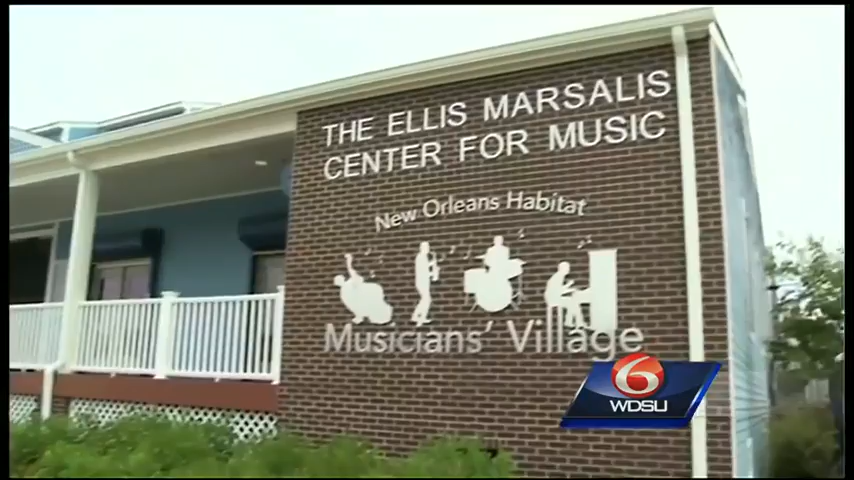 THE ELLIS MARSALIS
CENTER FOR MUSIC
New Orleans Habitat
Musicians' Village
6
WDSU